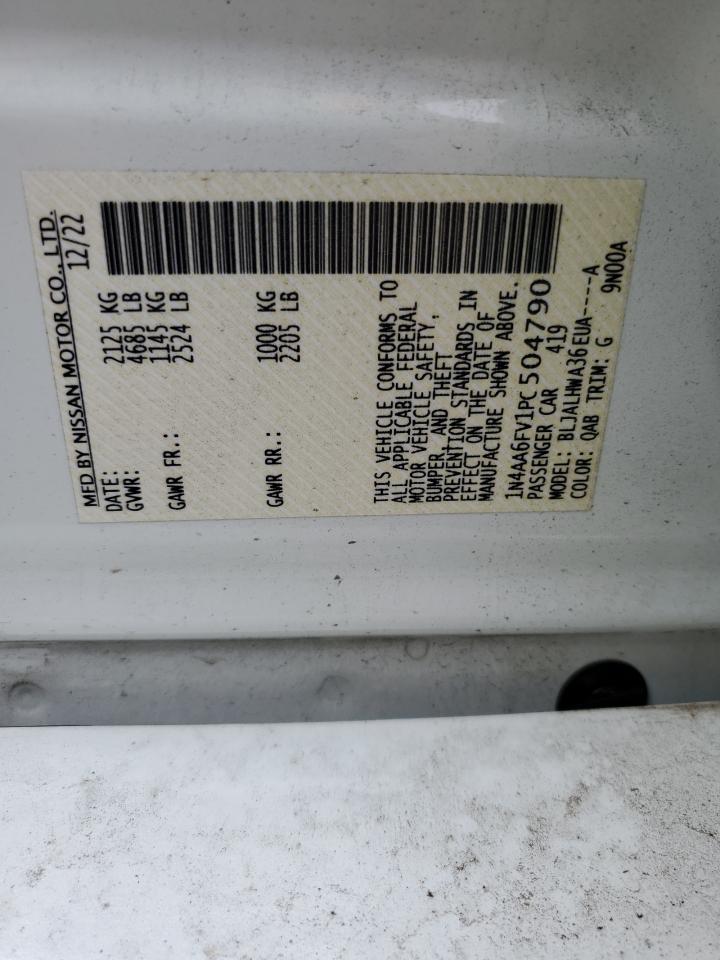 MFD BY NISSAN MOTOR CO., LTD.
DATE: 12/22
GVWR: 2125 KG
4685 LB
GAWR FR.: 1145 KG
2524 LB
GAWR RR.: 1000 KG
2205 LB
THIS VEHICLE CONFORMS TO
ALL APPLICABLE FEDERAL
MOTOR VEHICLE SAFETY,
BUMPER, AND THEFT
PREVENTION STANDARDS IN
EFFECT ON THE DATE OF
MANUFACTURE SHOWN ABOVE.
1N4AA6FV1PC504790
PASSENGER CAR 419
MODEL: BLJALHWA36EUA----A
COLOR: QAB TRIM: G 9N00A